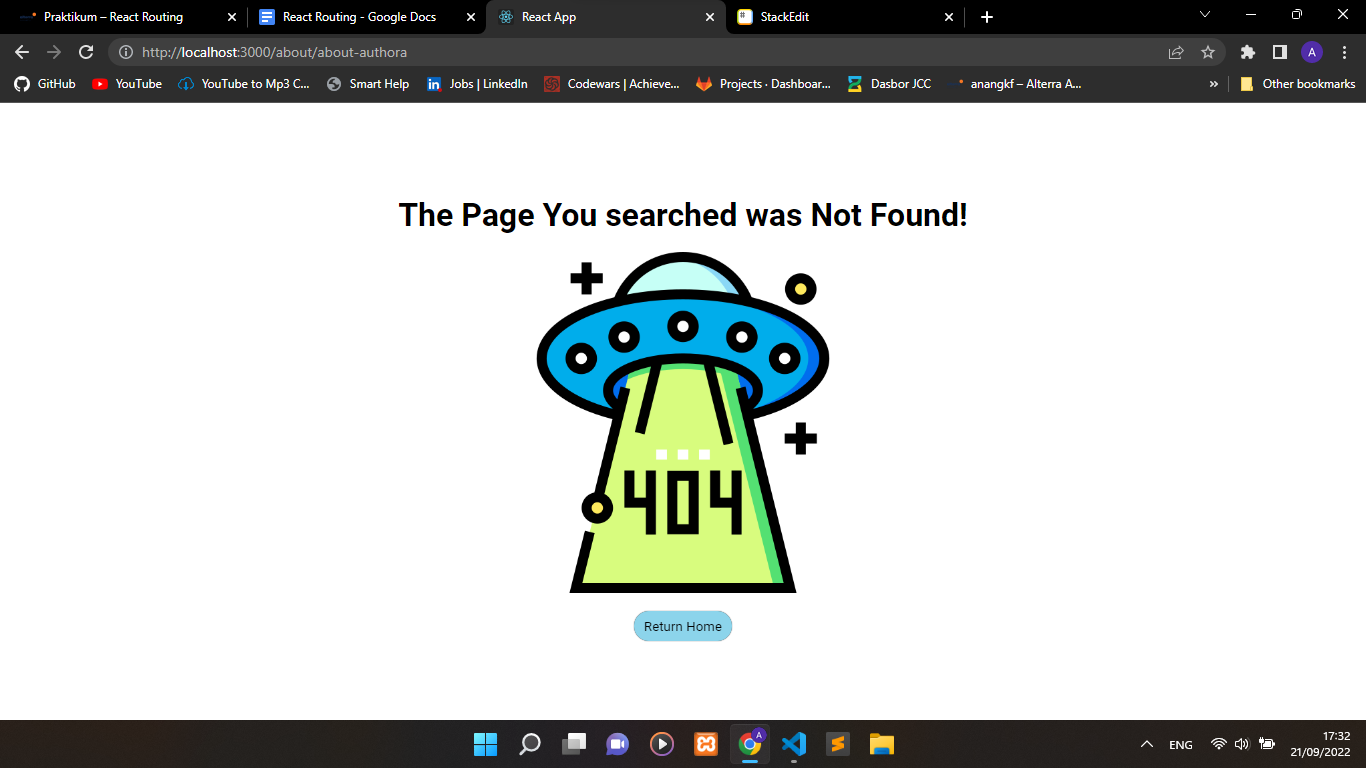 Praktikum – React Routing
React Routing - Google Docs
React App
StackEdit
http://localhost:3000/about/about-authora
A
GitHub
YouTube
YouTube to Mp3 C...
Smart Help
Jobs | LinkedIn
Codewars | Achieve...
Projects · Dashboar...
Dasbor JCC
anangkf – Alterra A...
»
Other bookmarks
The Page You searched was Not Found!
404
Return Home
A
ENG
17:32
21/09/2022